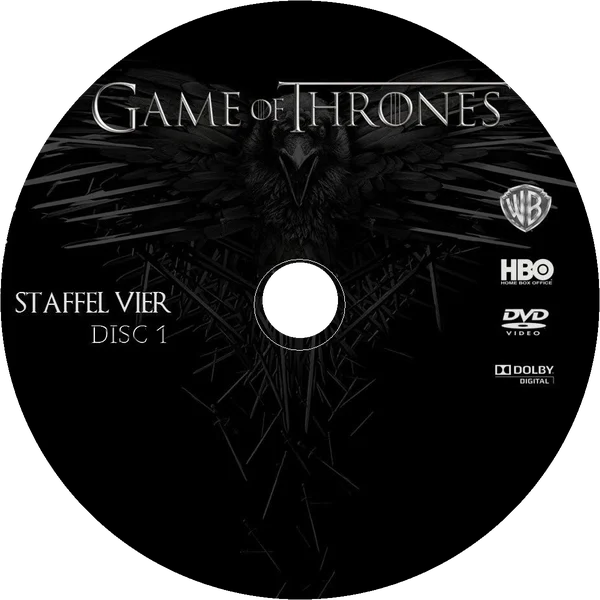 GAME OF THRONES
WB
HBO
HOME BOX OFFICE
STAFFEL VIER
DISC 1
DVD
VIDEO
DOLBY
DIGITAL